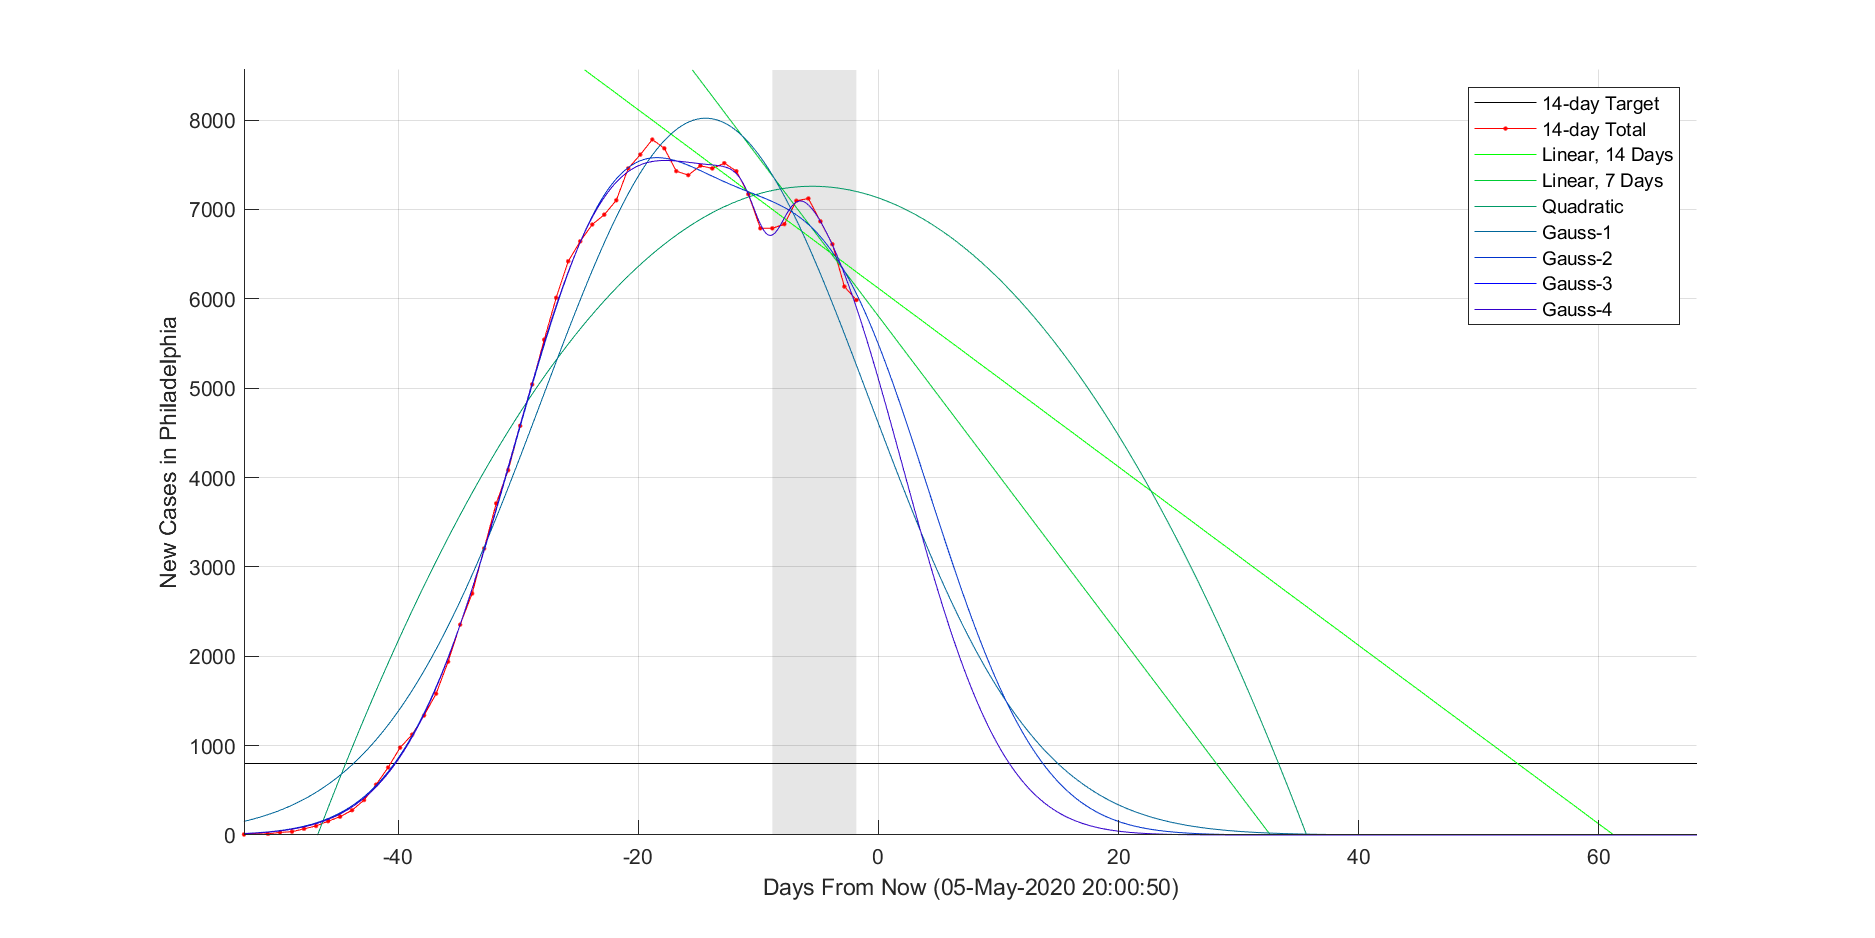 8000
7000
6000
5000
4000
3000
2000
1000
0
New Cases in Philadelphia
-40
-20
0
20
40
60
Days From Now (05-May-2020 20:00:50)
14-day Target
14-day Total
Linear, 14 Days
Linear, 7 Days
Quadratic
Gauss-1
Gauss-2
Gauss-3
Gauss-4